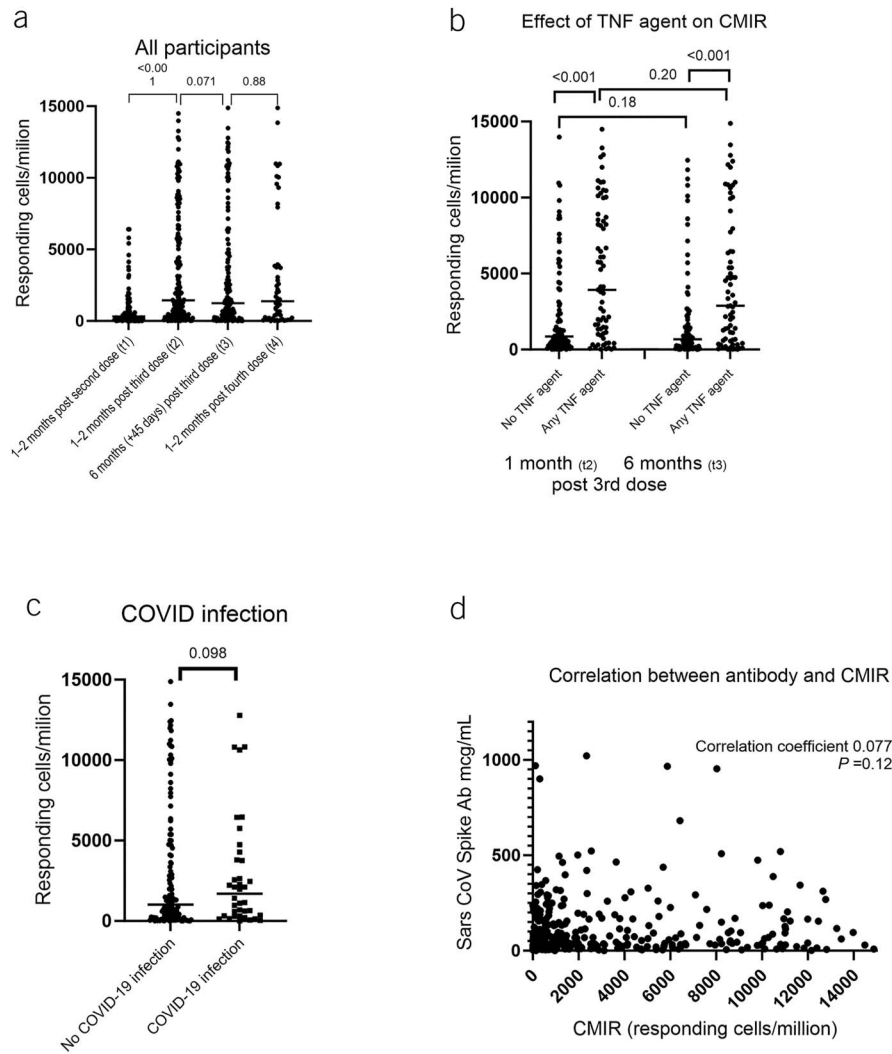 a
All participants
<0.00
1
0.071
0.88
15000
10000
5000
0
Responding cells/milion
1–2 months post second dose (t1)
1–2 months post third dose (t2)
6 months (+45 days) post third dose (t3)
1–2 months post fourth dose (t4)
b
Effect of TNF agent on CMIR
<0.001
<0.001
0.20
0.18
15000
10000
5000
0
Responding cells/milion
No TNF agent
Any TNF agent
No TNF agent
Any TNF agent
1 month (t2) 6 months (t3)
post 3rd dose
c
COVID infection
0.098
15000
10000
5000
0
Responding cells/milion
No COVID-19 infection
COVID-19 infection
d
Correlation between antibody and CMIR
Correlation coefficient 0.077
P =0.12
1000
500
0
Sars CoV Spike Ab mcg/mL
0
2000
4000
6000
8000
10000
12000
14000
CMIR (responding cells/million)